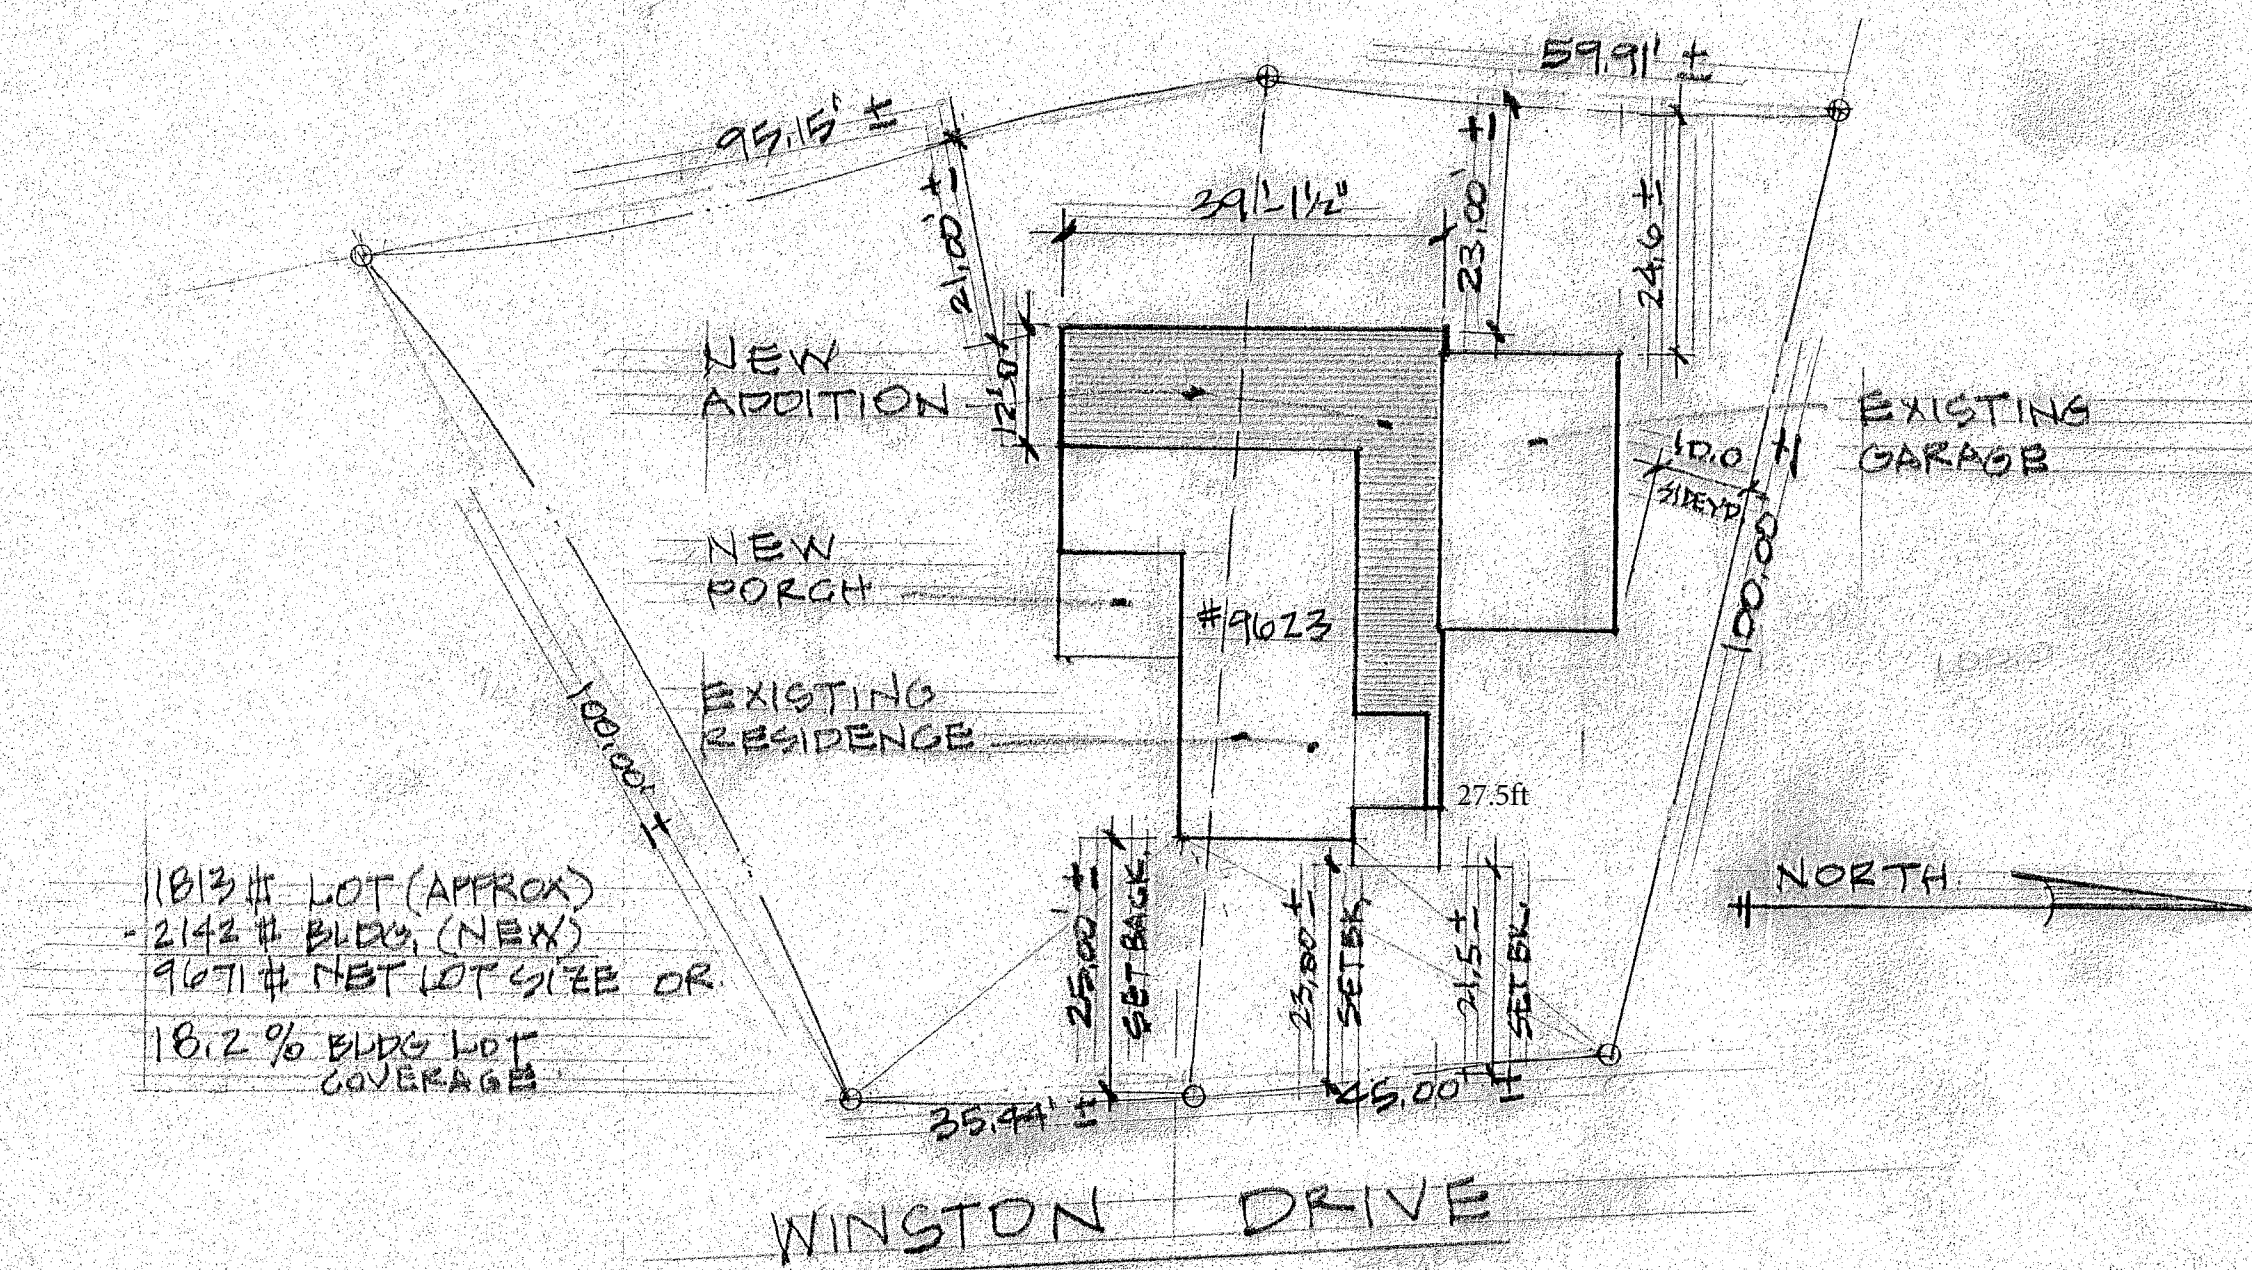 59.91' ±
95.15' ±
39'-1½"
21.00' ±
23.00' ±
24.6 ±
NEW
ADDITION
12'-0"
EXISTING
GARAGE
10.0 ±
SIDEYD.
100.00
NEW
PORCH
#9623
EXISTING
RESIDENCE
100.00' ±
27.5ft
NORTH
11813 # LOT (APPROX)
- 2142 # BLDG. (NEW)
9671 # NET LOT SIZE OR
18.2 % BLDG LOT
COVERAGE
25.00' ±
SETBACK.
23.80 ±
SETBK.
21.5 ±
SETBK.
35.44' ±
45.00' ±
WINSTON DRIVE